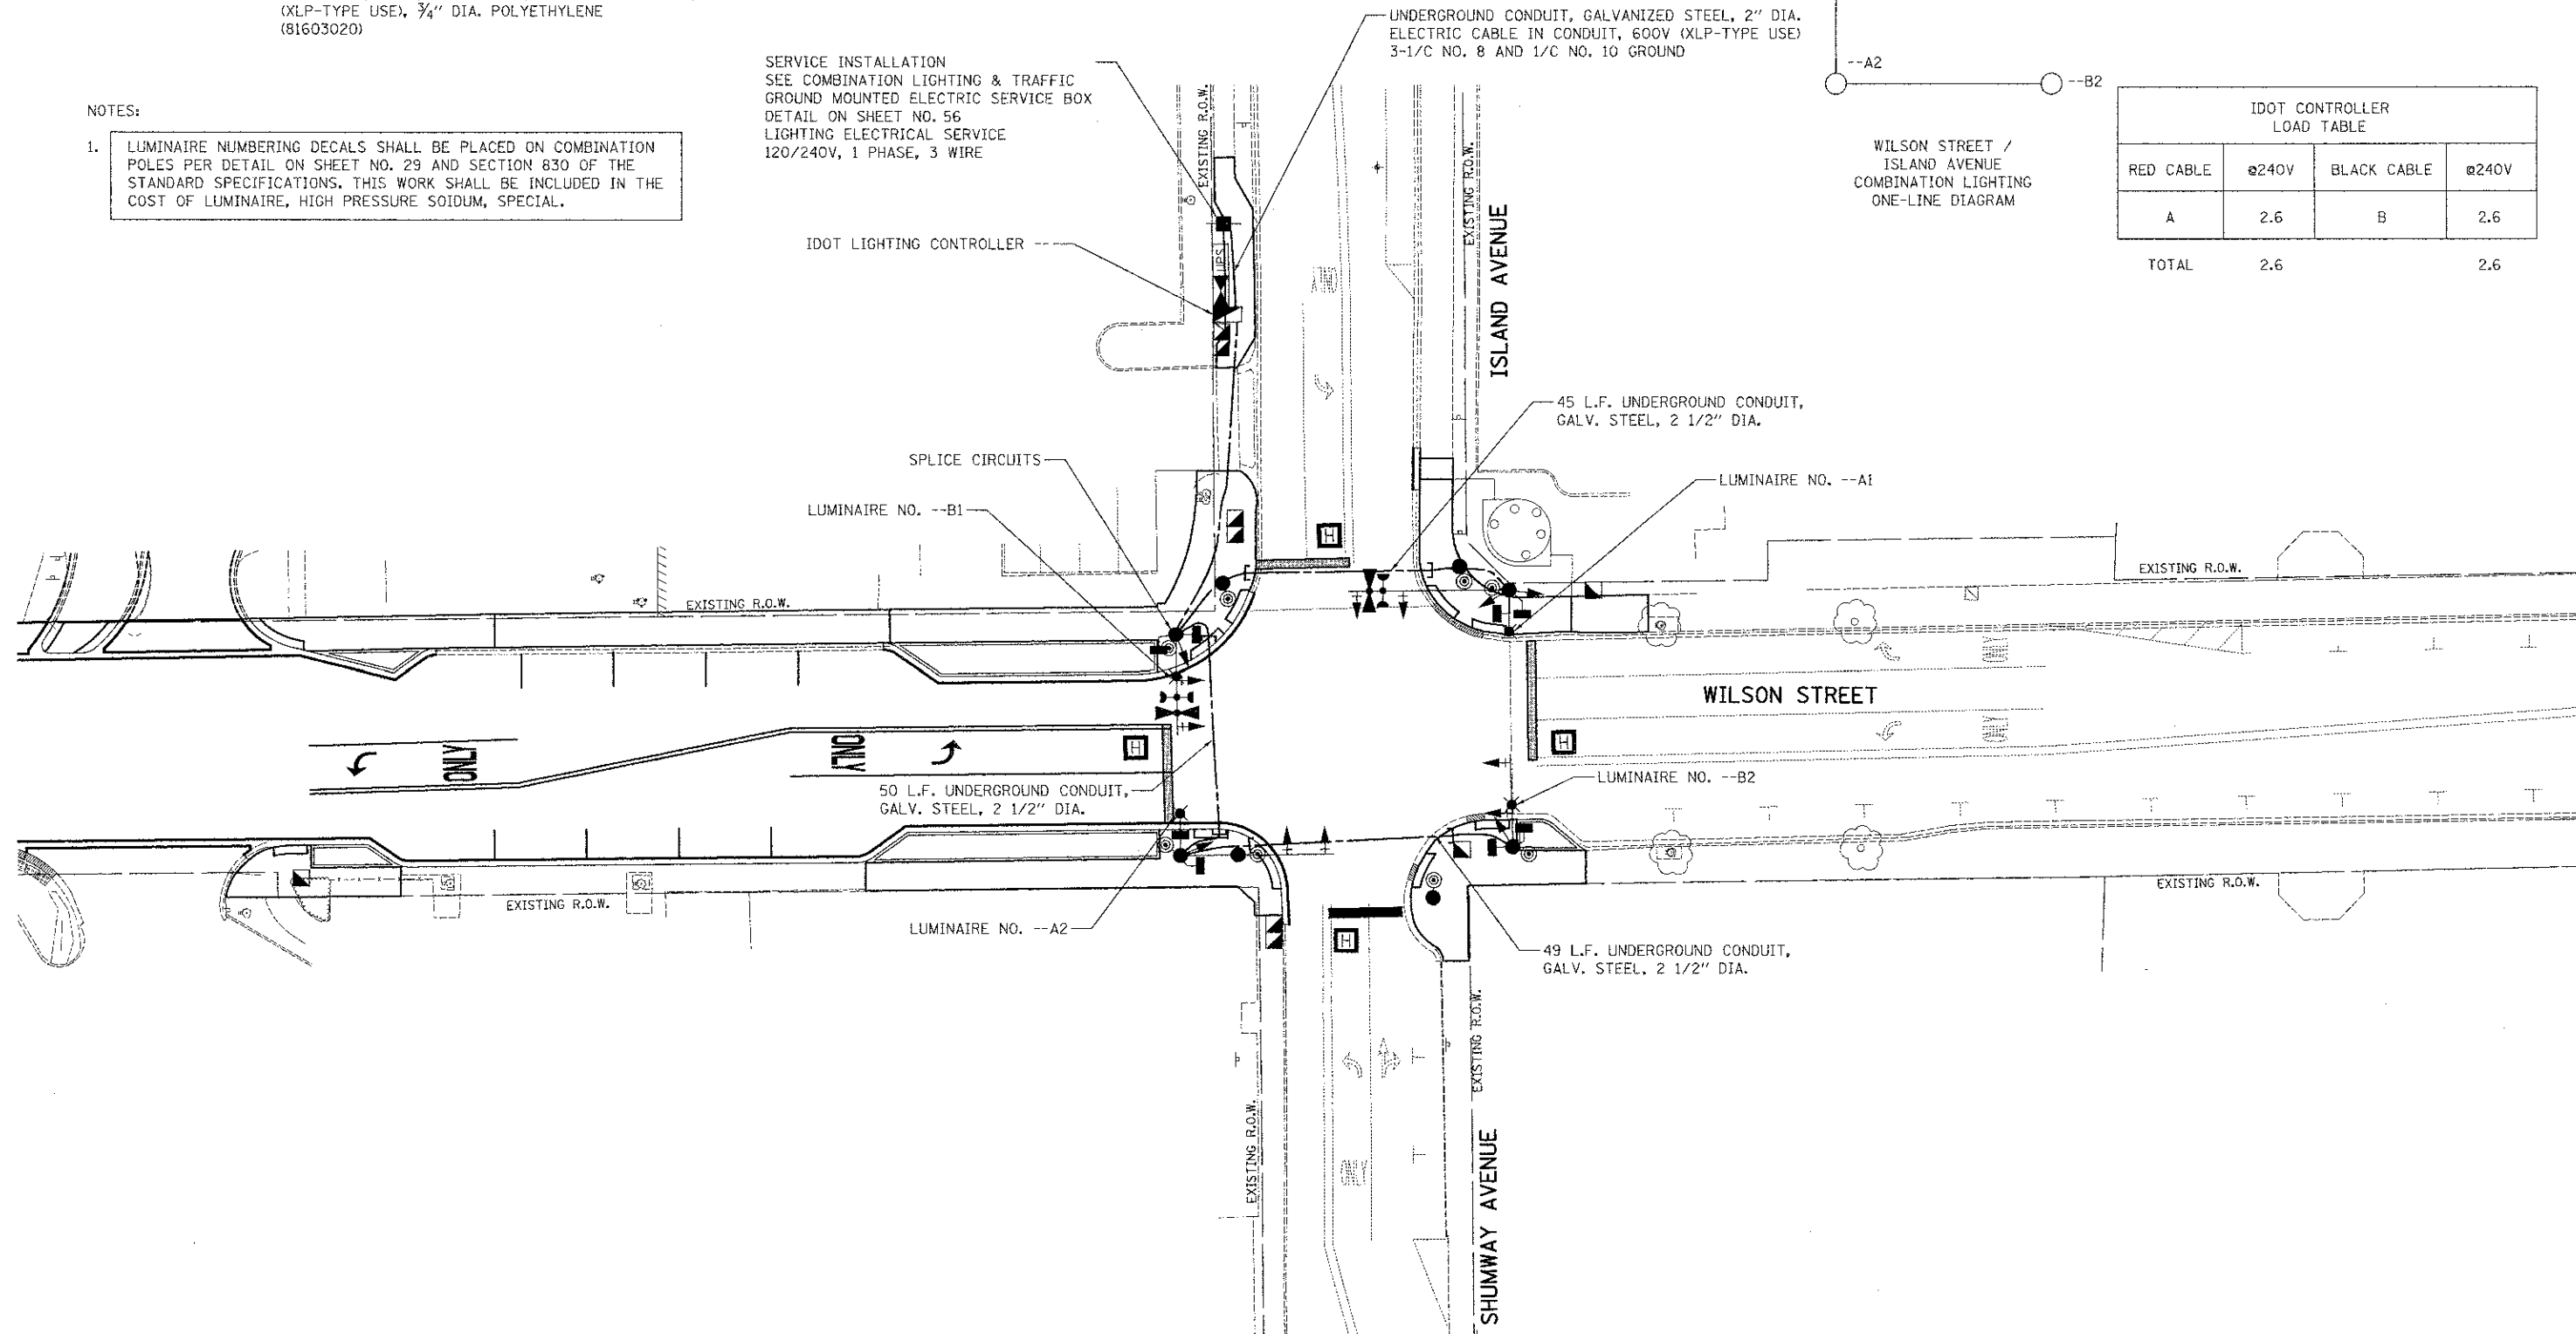 (XLP-TYPE USE), 3/4" DIA. POLYETHYLENE
(81603020)
NOTES:
1. LUMINAIRE NUMBERING DECALS SHALL BE PLACED ON COMBINATION
POLES PER DETAIL ON SHEET NO. 29 AND SECTION 830 OF THE
STANDARD SPECIFICATIONS. THIS WORK SHALL BE INCLUDED IN THE
COST OF LUMINAIRE, HIGH PRESSURE SOIDUM, SPECIAL.
SERVICE INSTALLATION
SEE COMBINATION LIGHTING & TRAFFIC
GROUND MOUNTED ELECTRIC SERVICE BOX
DETAIL ON SHEET NO. 56
LIGHTING ELECTRICAL SERVICE
120/240V, 1 PHASE, 3 WIRE
UNDERGROUND CONDUIT, GALVANIZED STEEL, 2" DIA.
ELECTRIC CABLE IN CONDUIT, 600V (XLP-TYPE USE)
3-1/C NO. 8 AND 1/C NO. 10 GROUND
--A2
--B2
WILSON STREET /
ISLAND AVENUE
COMBINATION LIGHTING
ONE-LINE DIAGRAM
IDOT CONTROLLER
LOAD TABLE
RED CABLE @240V BLACK CABLE @240V
A 2.6 B 2.6
TOTAL 2.6 2.6
EXISTING R.O.W.
EXISTING R.O.W.
ISLAND AVENUE
IDOT LIGHTING CONTROLLER
UPS
ONLY
45 L.F. UNDERGROUND CONDUIT,
GALV. STEEL, 2 1/2" DIA.
SPLICE CIRCUITS
LUMINAIRE NO. --A1
LUMINAIRE NO. --B1
H
EXISTING R.O.W.
EXISTING R.O.W.
WILSON STREET
ONLY
ONLY
ONLY
ONLY
H
H
LUMINAIRE NO. --B2
50 L.F. UNDERGROUND CONDUIT,
GALV. STEEL, 2 1/2" DIA.
EXISTING R.O.W.
EXISTING R.O.W.
LUMINAIRE NO. --A2
H
49 L.F. UNDERGROUND CONDUIT,
GALV. STEEL, 2 1/2" DIA.
EXISTING R.O.W.
EXISTING R.O.W.
ONLY
SHUMWAY AVENUE